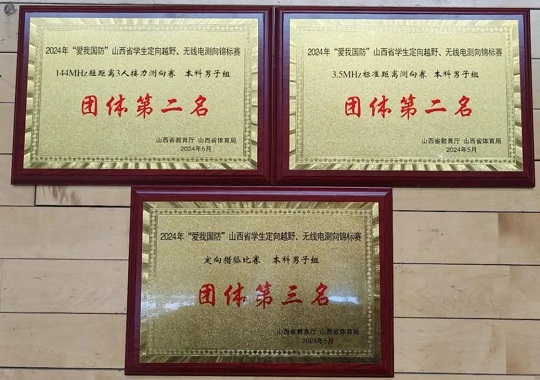 2024年“爱我国防”山西省学生定向越野、无线电测向锦标赛
144MHz短距离3人接力测向赛 本科男子组
团体第二名
山西省教育厅 山西省体育局
2024年5月
2024年“爱我国防”山西省学生定向越野、无线电测向锦标赛
3.5MHz标准距离测向赛 本科男子组
团体第二名
山西省教育厅 山西省体育局
2024年5月
2024年“爱我国防”山西省学生定向越野、无线电测向锦标赛
定向猎狐比赛 本科男子组
团体第三名
山西省教育厅 山西省体育局
2024年5月